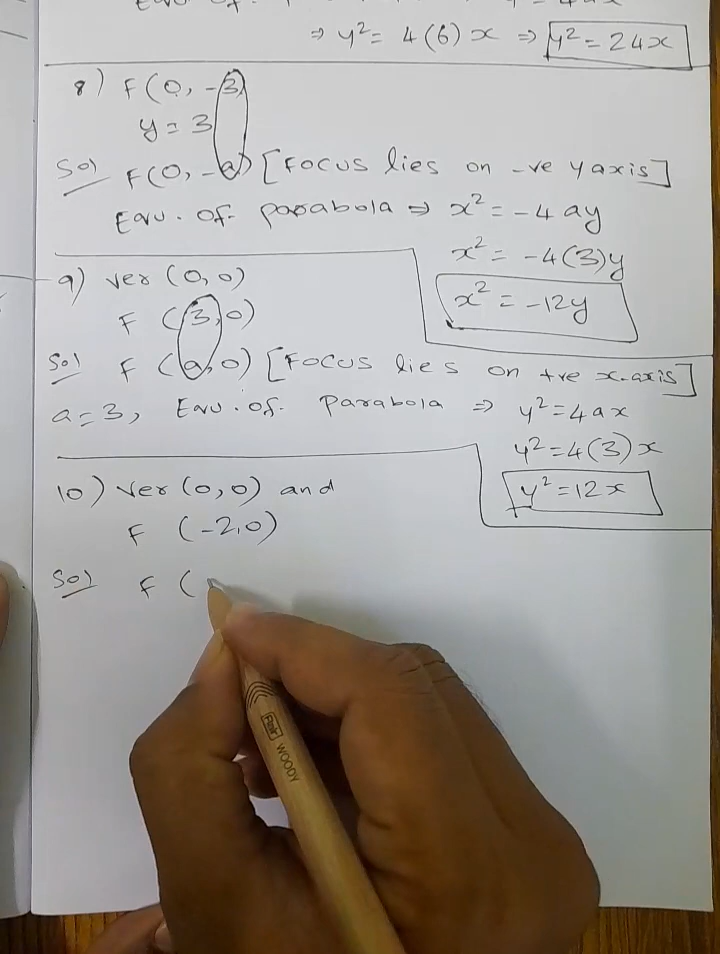 ⇒ y² = 4(6)x ⇒ y² = 24x
8) F(0, -3)
y = 3
Sol F(0, -a) [Focus lies on -ve y axis]
Equ. of. parabola ⇒ x² = -4ay
x² = -4(3)y
x² = -12y
9) ver (0,0)
F (3,0)
Sol F (a,0) [Focus lies on +ve x-axis]
a=3, Equ. of. Parabola ⇒ y²=4ax
y²=4(3)x
y²=12x
10) ver (0,0) and
F (-2,0)
Sol F (
Flair WOODY